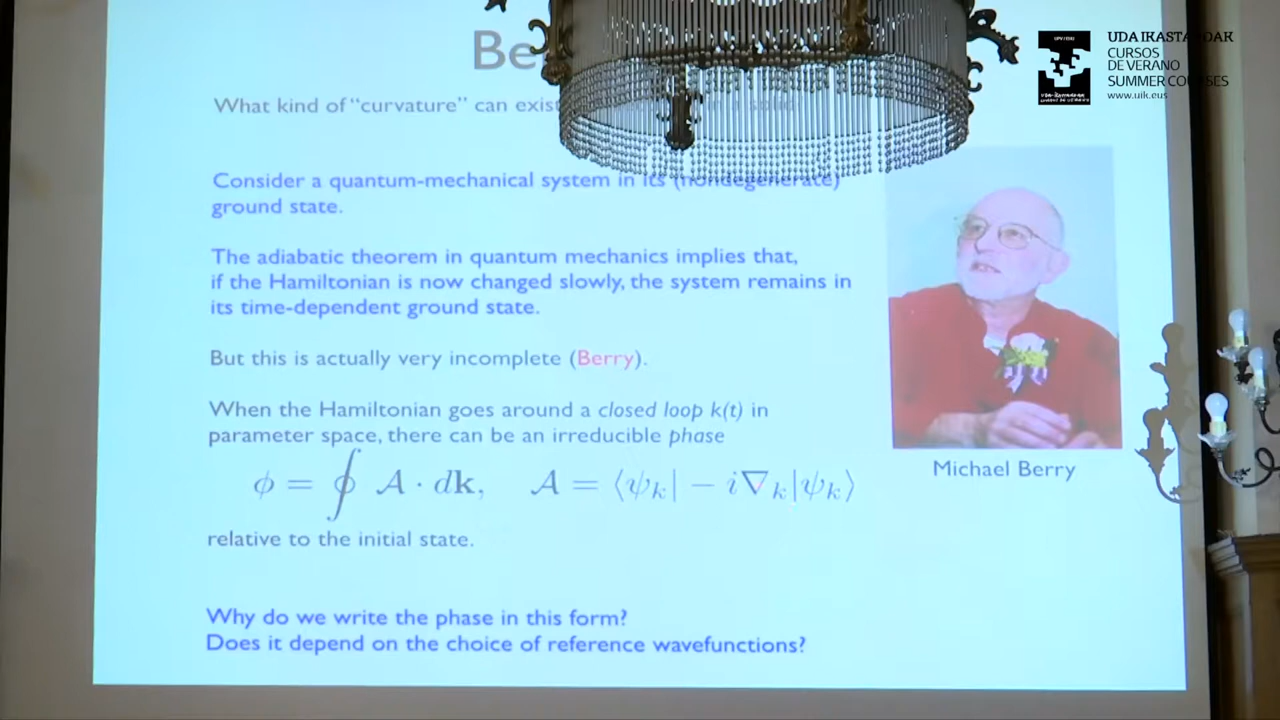 UDA IKASTAROAK
CURSOS
DE VERANO
SUMMER COURSES
www.uik.eus
What kind of "curvature" can exist
Consider a quantum-mechanical system in its (nondegenerate)
ground state.
The adiabatic theorem in quantum mechanics implies that,
if the Hamiltonian is now changed slowly, the system remains in
its time-dependent ground state.
But this is actually very incomplete (Berry).
When the Hamiltonian goes around a closed loop k(t) in
parameter space, there can be an irreducible phase
ϕ = ∮ 𝒜 · dk, 𝒜 = ⟨ψₖ| − i∇ₖ|ψₖ⟩
relative to the initial state.
Why do we write the phase in this form?
Does it depend on the choice of reference wavefunctions?
Michael Berry